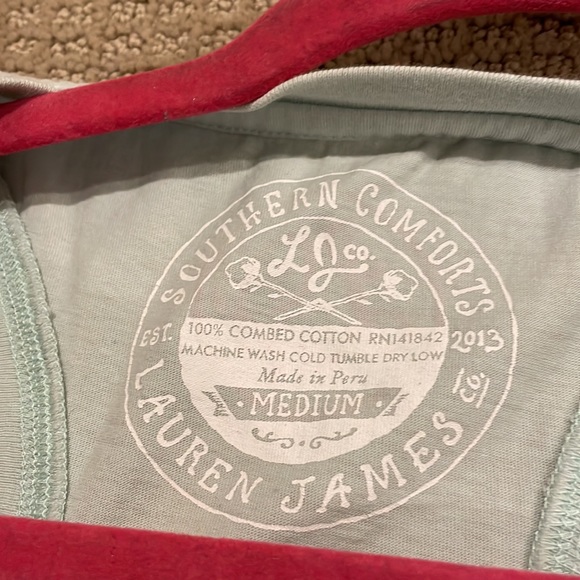 SOUTHERN COMFORTS
LJ CO.
EST. 2013
100% COMBED COTTON RN141842
MACHINE WASH COLD TUMBLE DRY LOW
Made in Peru
· MEDIUM ·
LAUREN JAMES CO.